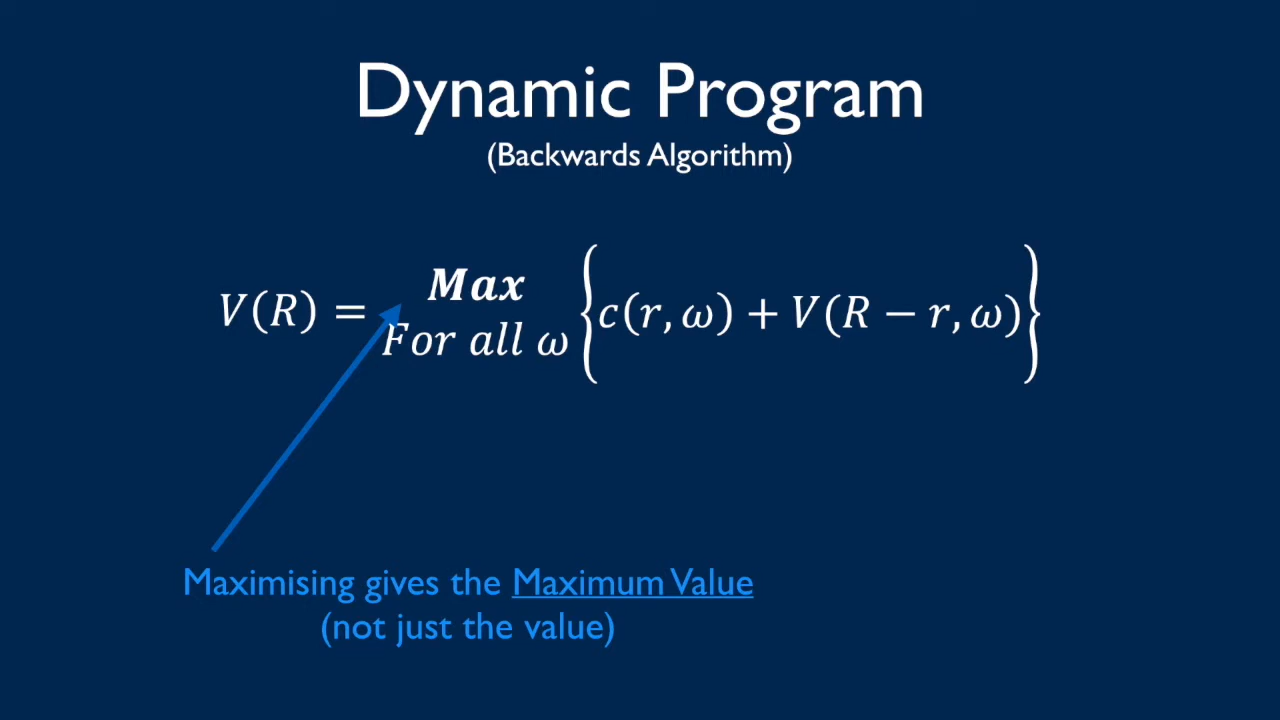 Dynamic Program
(Backwards Algorithm)
V(R) = Max For all ω {c(r, ω) + V(R − r, ω)}
Maximising gives the Maximum Value
(not just the value)